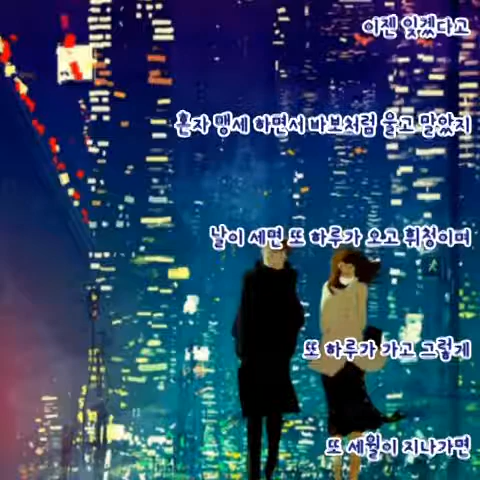 이젠 잊겠다고
혼자 맹세 하면서 바보처럼 울고 말았지
날이 세면 또 하루가 오고 휘청이며
또 하루가 가고 그렇게
또 세월이 지나가면